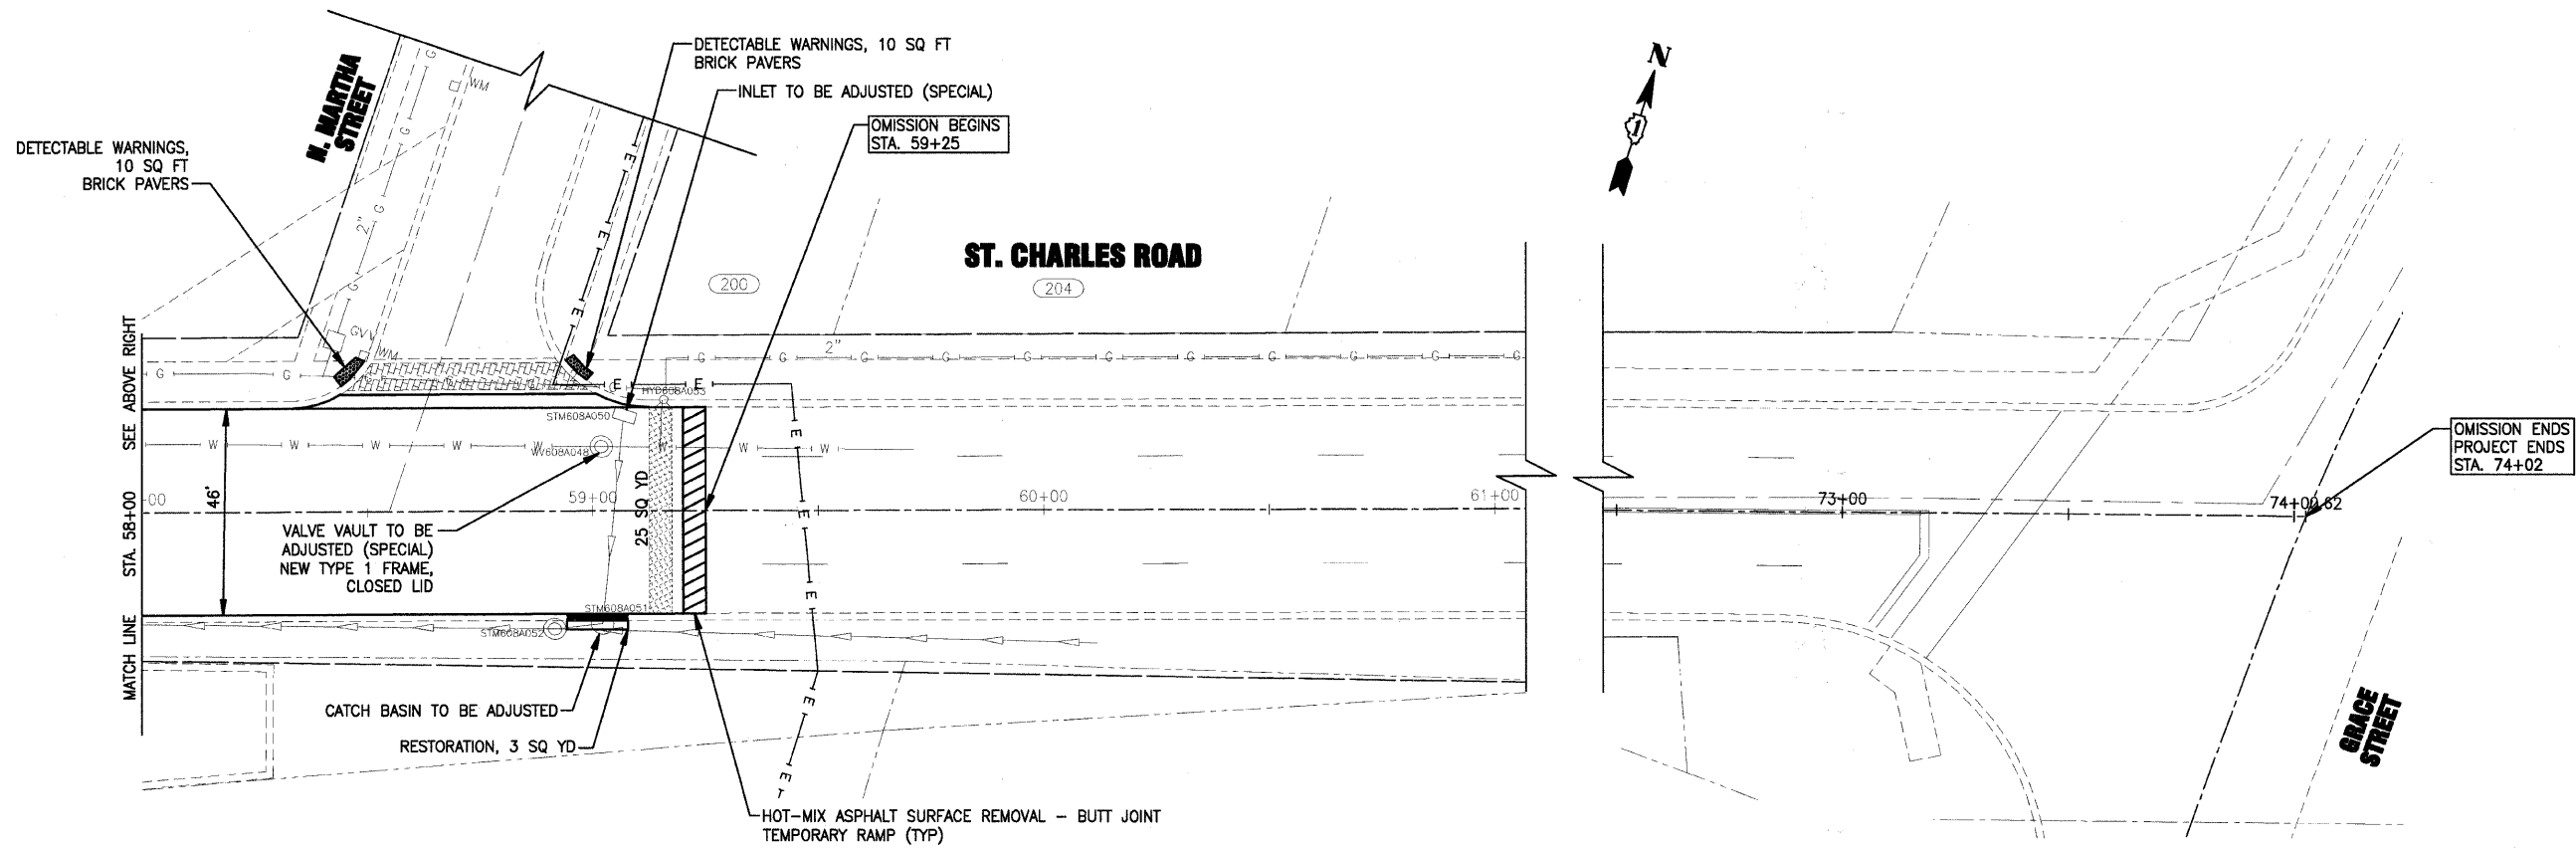 DETECTABLE WARNINGS, 10 SQ FT
BRICK PAVERS
INLET TO BE ADJUSTED (SPECIAL)
OMISSION BEGINS
STA. 59+25
N. MARTHA
STREET
DETECTABLE WARNINGS,
10 SQ FT
BRICK PAVERS
N
1
ST. CHARLES ROAD
200
204
G
G
G
G
2"
WM
E
E
E
E
GV
WM
G
G
G
G
2"
G
G
G
G
G
G
G
G
G
E
E
HYD608A053
STM608A050
W
W
W
W
W
W
W
W
WV608A048
E
E
E
E
E
E
46'
25 SQ YD
+00
59+00
60+00
61+00
73+00
74+00.62
OMISSION ENDS
PROJECT ENDS
STA. 74+02
VALVE VAULT TO BE
ADJUSTED (SPECIAL)
NEW TYPE 1 FRAME,
CLOSED LID
MATCH LINE STA. 58+00 SEE ABOVE RIGHT
STM608A051
STM608A052
CATCH BASIN TO BE ADJUSTED
RESTORATION, 3 SQ YD
HOT-MIX ASPHALT SURFACE REMOVAL - BUTT JOINT
TEMPORARY RAMP (TYP)
GRACE
STREET